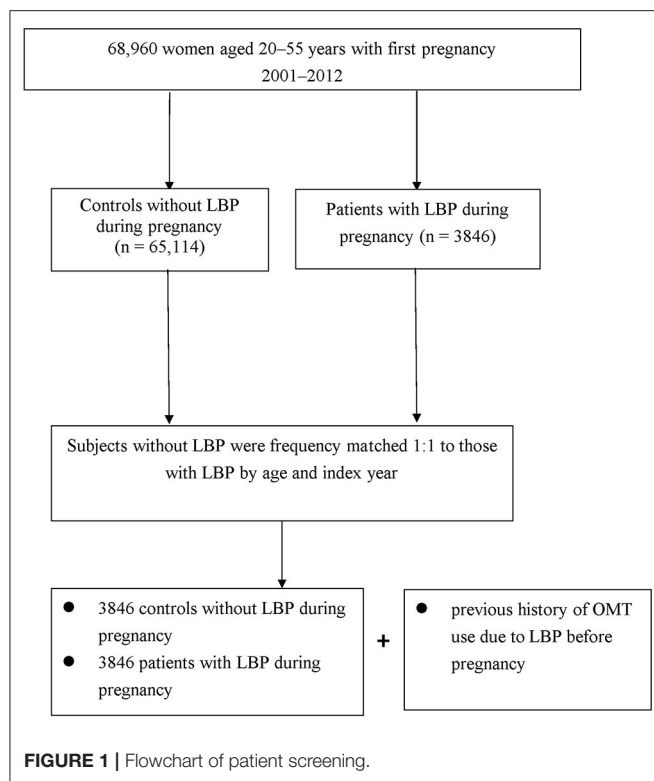 68,960 women aged 20–55 years with first pregnancy
2001–2012
Controls without LBP
during pregnancy
(n = 65,114)
Patients with LBP during
pregnancy (n = 3846)
Subjects without LBP were frequency matched 1:1 to those
with LBP by age and index year
● 3846 controls without LBP during
pregnancy
● 3846 patients with LBP during
pregnancy
+
● previous history of OMT
use due to LBP before
pregnancy
FIGURE 1 | Flowchart of patient screening.